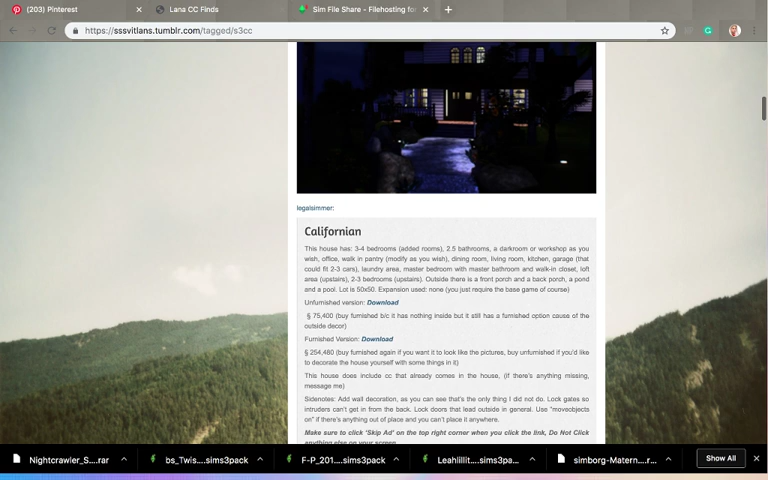 (203) Pinterest
Lana CC Finds
Sim File Share - Filehosting for
https://sssvitlans.tumblr.com/tagged/s3cc
legalsimmer:
Californian
This house has: 3-4 bedrooms (added rooms), 2.5 bathrooms, a darkroom or workshop as you
wish, office, walk in pantry (modify as you wish), dining room, living room, kitchen, garage (that
could fit 2-3 cars), laundry area, master bedroom with master bathroom and walk-in closet, loft
area (upstairs), 2-3 bedrooms (upstairs). Outside there is a front porch and a back porch, a pond
and a pool. Lot is 50x50. Expansion used: none (you just require the base game of course)
Unfurnished version: Download
§ 75,400 (buy furnished b/c it has nothing inside but it still has a furnished option cause of the
outside decor)
Furnished Version: Download
§ 254,480 (buy furnished again if you want it to look like the pictures, buy unfurnished if you'd like
to decorate the house yourself with some things in it)
This house does include cc that already comes in the house, (if there's anything missing,
message me)
Sidenotes: Add wall decoration, as you can see that's the only thing I did not do. Lock gates so
intruders can't get in from the back. Lock doors that lead outside in general. Use "moveobjects
on" if there's anything out of place and you can't place it anywhere.
Make sure to click 'Skip Ad' on the top right corner when you click the link, Do Not Click
anything else on your screen
Nightcrawler_S....rar
bs_Twis....sims3pack
F-P_201....sims3pack
Leahlillit....sims3pa...
simborg-Matern....r...
Show All